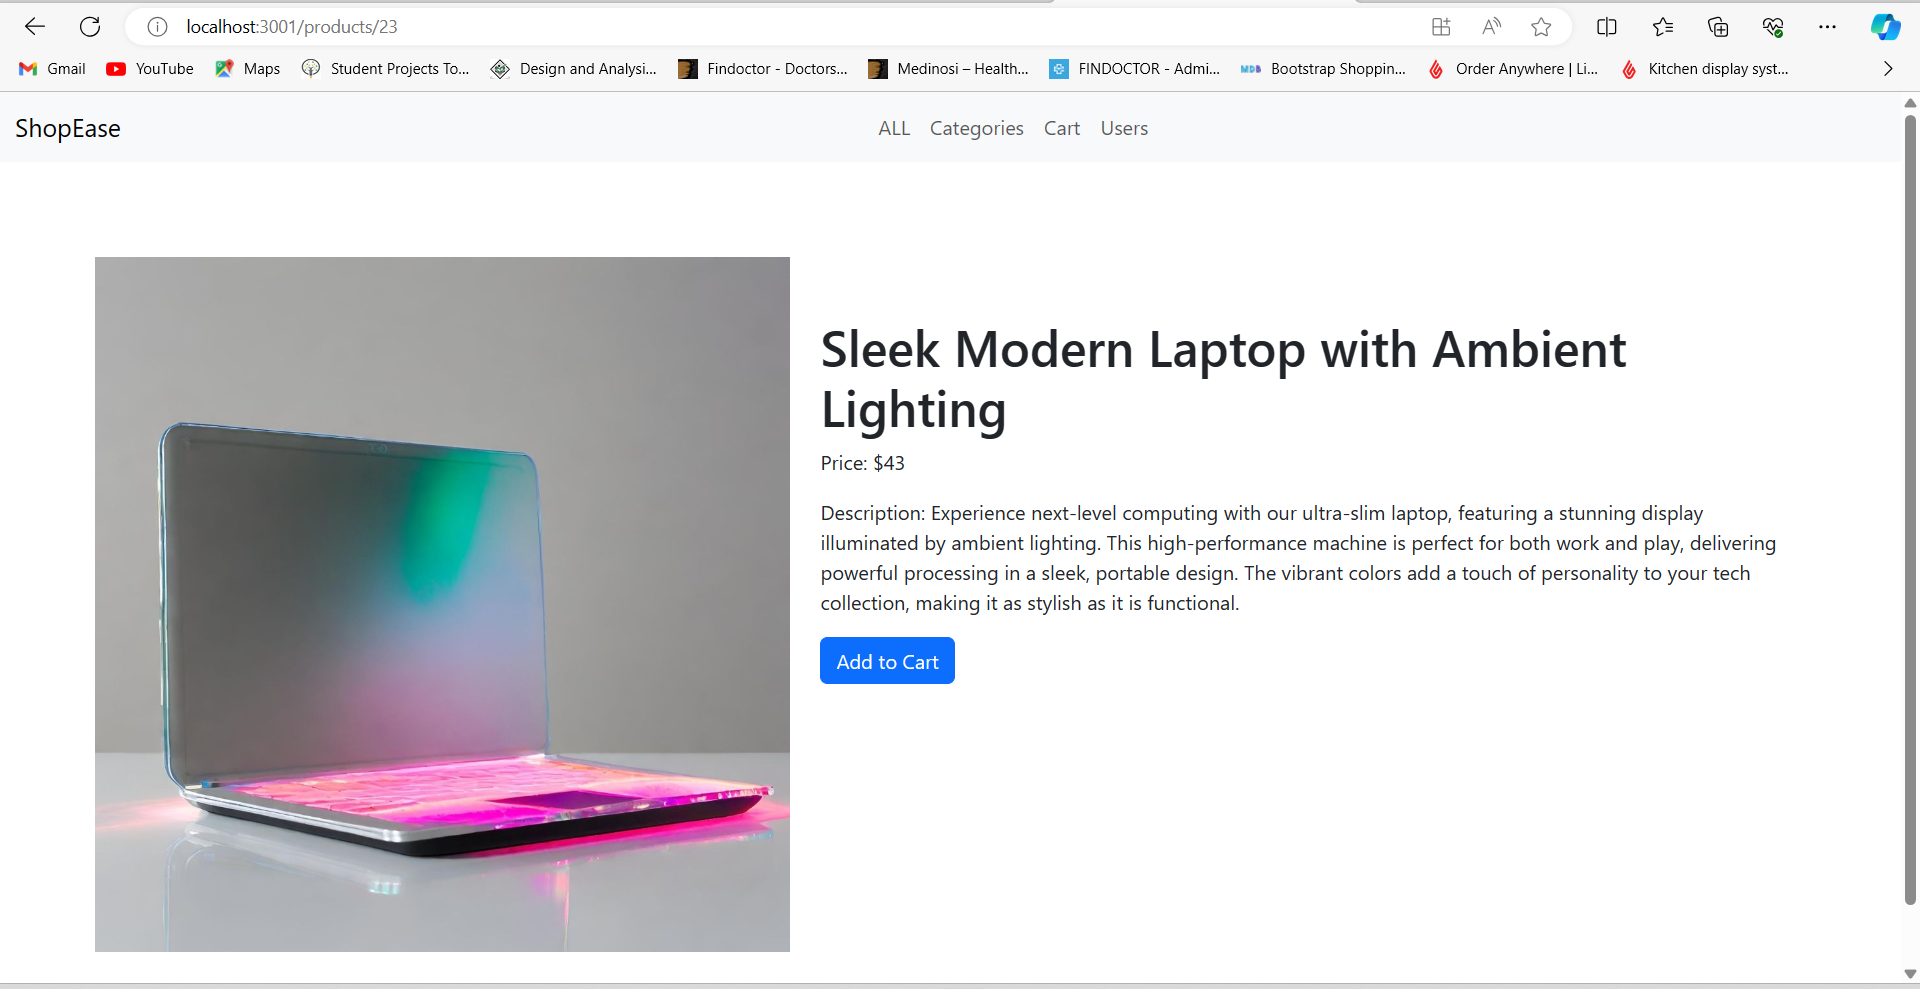 localhost:3001/products/23
Gmail YouTube Maps Student Projects To... Design and Analysi... Findoctor - Doctors... Medinosi – Health... FINDOCTOR - Admi... MDB Bootstrap Shoppin... Order Anywhere | Li... Kitchen display syst...
ShopEase ALL Categories Cart Users
Sleek Modern Laptop with Ambient
Lighting
Price: $43
Description: Experience next-level computing with our ultra-slim laptop, featuring a stunning display
illuminated by ambient lighting. This high-performance machine is perfect for both work and play, delivering
powerful processing in a sleek, portable design. The vibrant colors add a touch of personality to your tech
collection, making it as stylish as it is functional.
Add to Cart